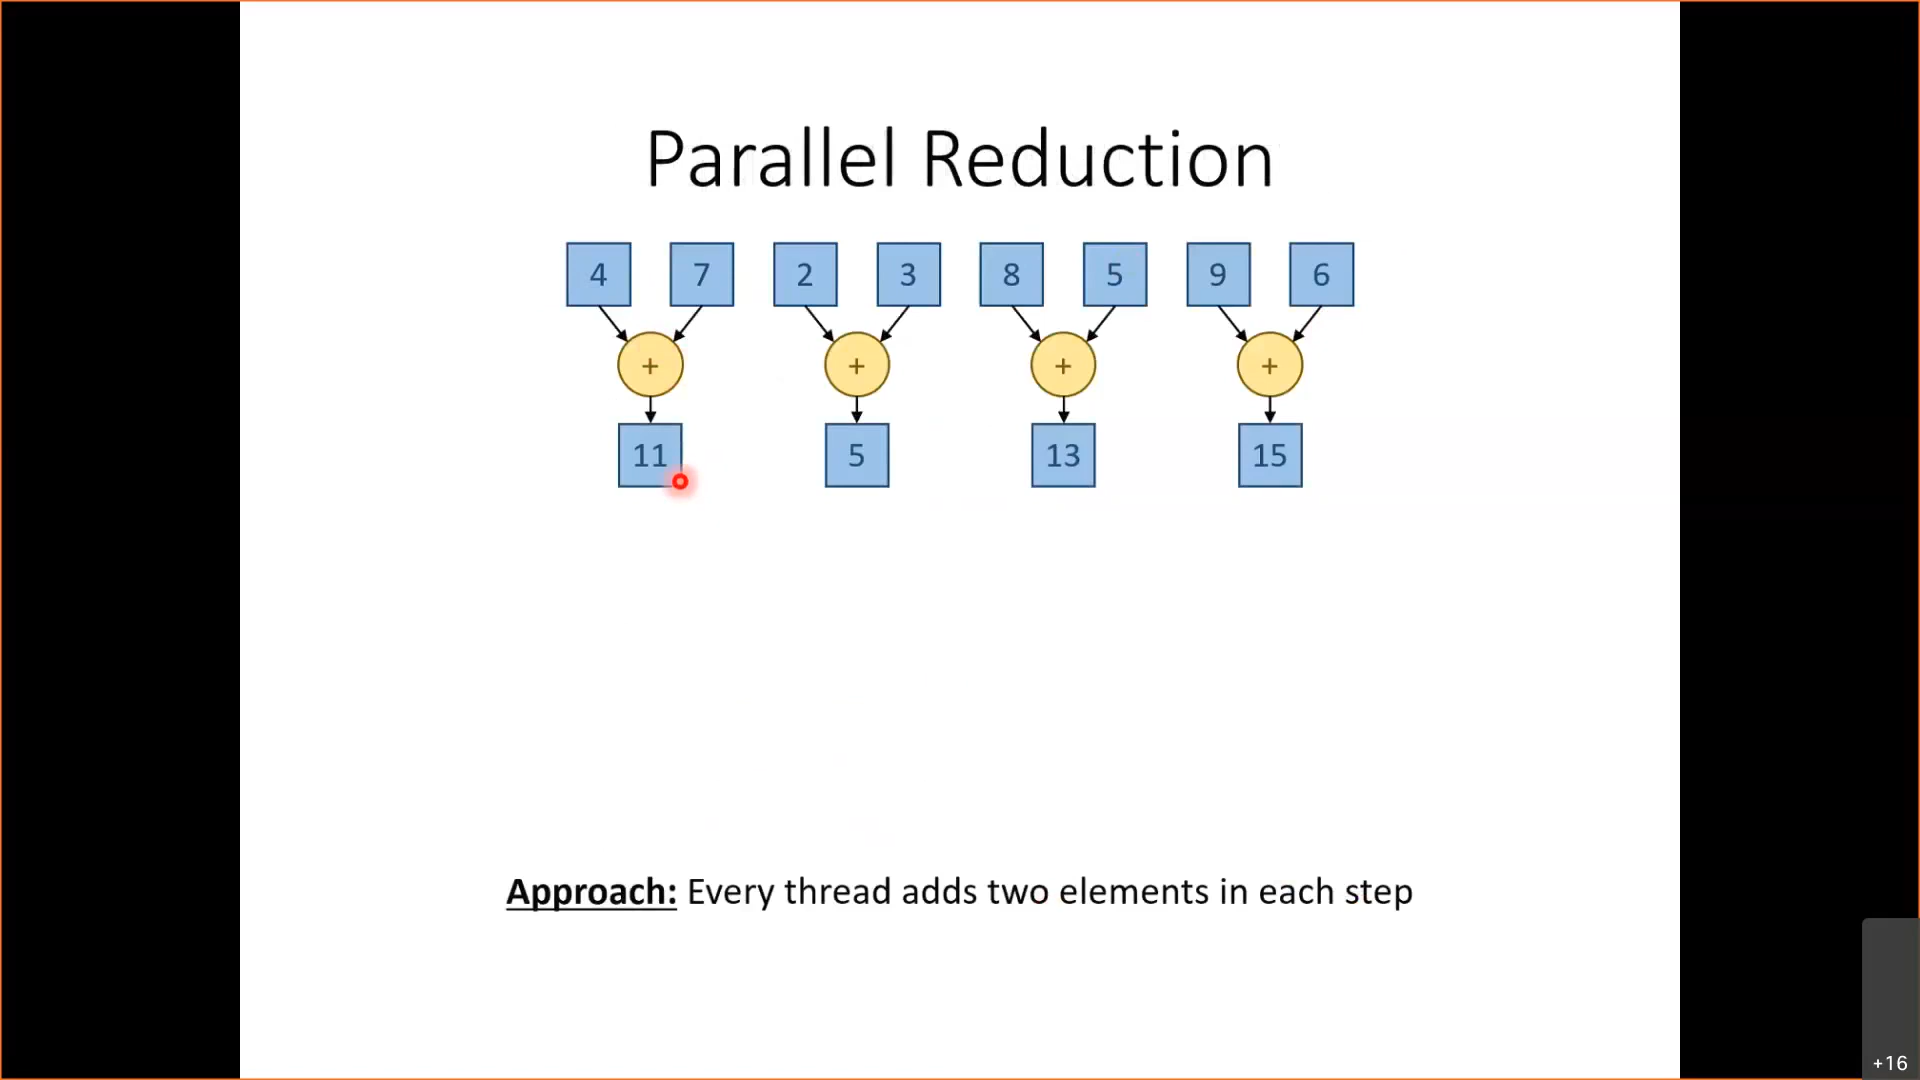 Parallel Reduction
4 7 2 3 8 5 9 6
+ + + +
11 5 13 15
Approach: Every thread adds two elements in each step
+16